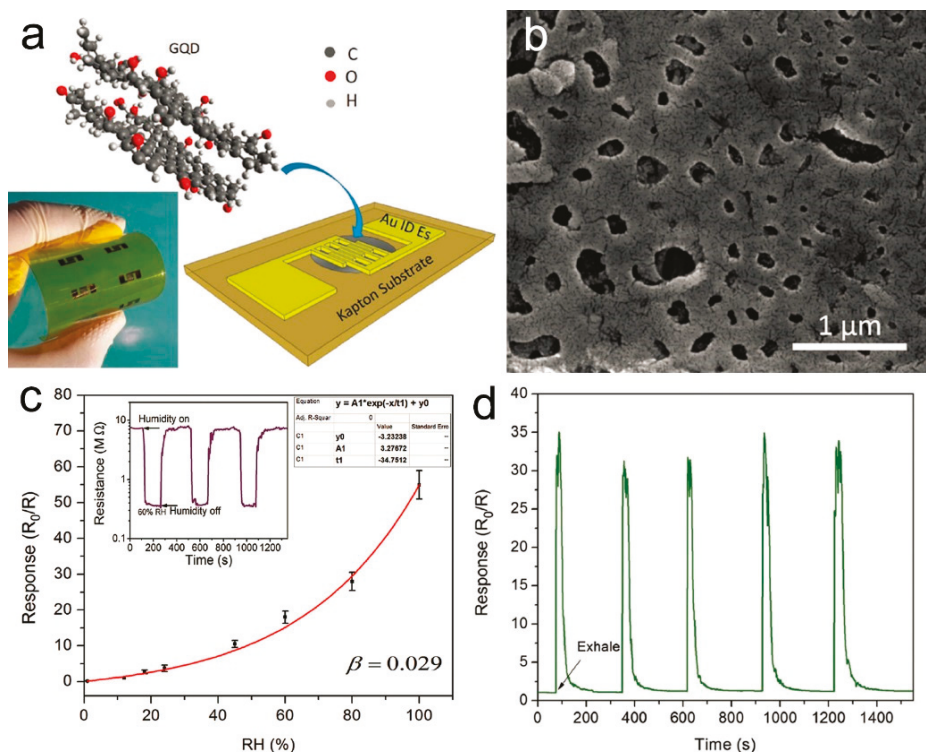 a
GQD
C
O
H
Au ID Es
Kapton Substrate
b
1 μm
c
Response (R0/R)
80
70
60
50
40
30
20
10
0
0 20 40 60 80 100
RH (%)
β = 0.029
Resistance (M Ω)
10
1
0.1
Humidity on
60% RH
Humidity off
0 200 400 600 800 1000 1200
Time (s)
Equation y = A1*exp(-x/t1) + y0
Adj. R-Squar 0
Value Standard Erro
C1 y0 -3.23238 --
C1 A1 3.27672 --
C1 t1 -34.7512 --
d
Response (R0/R)
40
35
30
25
20
15
10
5
0
Exhale
0 200 400 600 800 1000 1200 1400
Time (s)